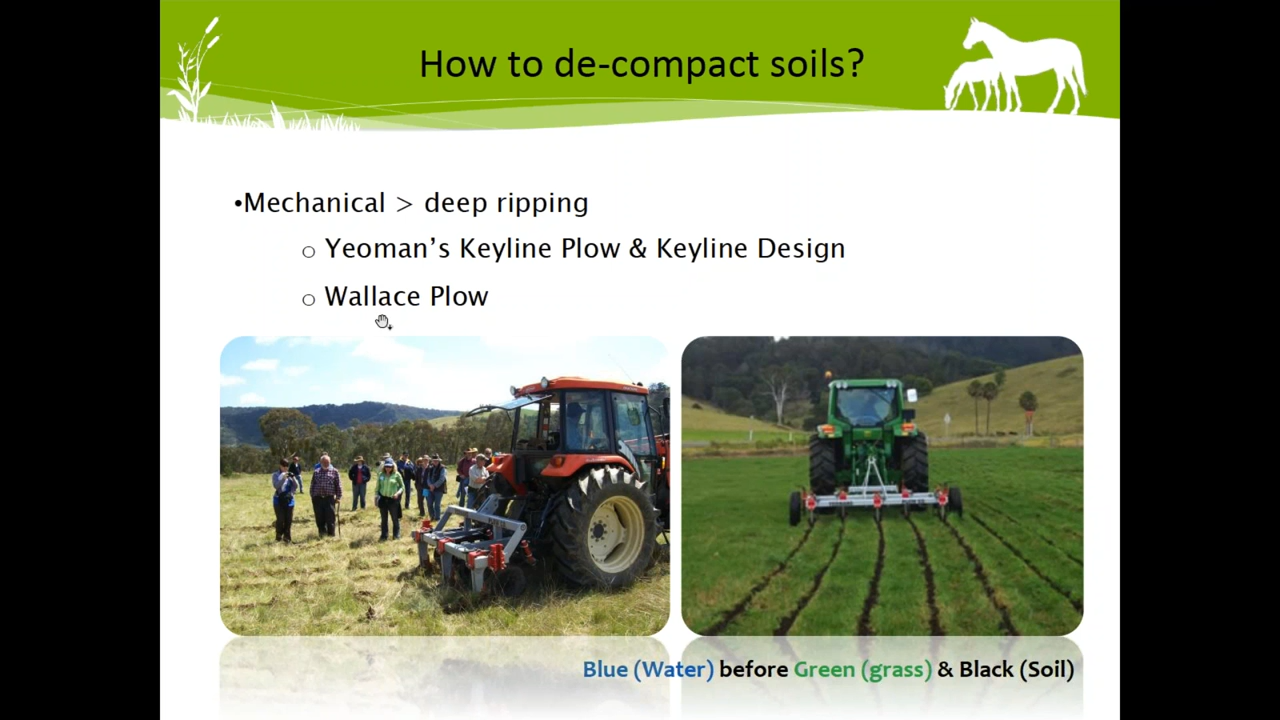 How to de-compact soils?
•Mechanical > deep ripping
o Yeoman’s Keyline Plow & Keyline Design
o Wallace Plow
Blue (Water) before Green (grass) & Black (Soil)